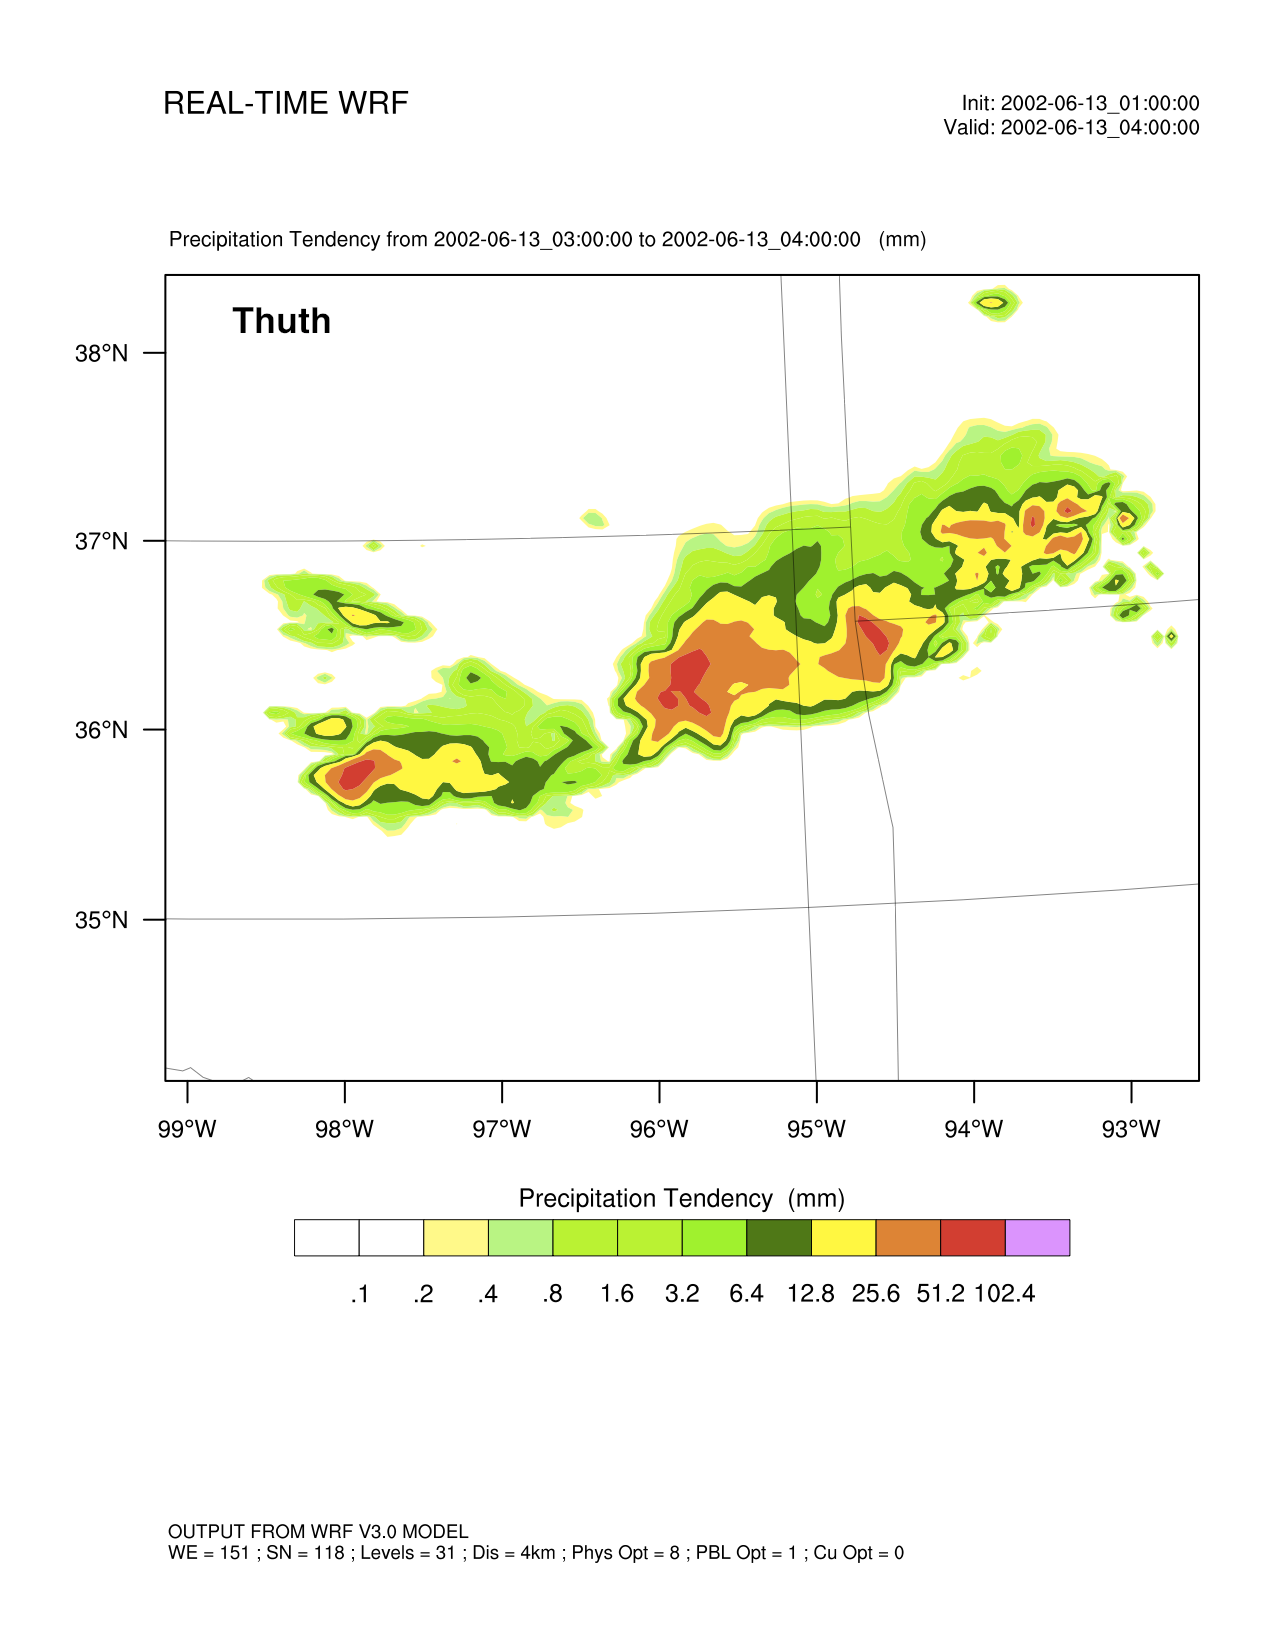 REAL-TIME WRF
Init: 2002-06-13_01:00:00
Valid: 2002-06-13_04:00:00
Precipitation Tendency from 2002-06-13_03:00:00 to 2002-06-13_04:00:00 (mm)
Thuth
38°N
37°N
36°N
35°N
99°W 98°W 97°W 96°W 95°W 94°W 93°W
Precipitation Tendency (mm)
.1 .2 .4 .8 1.6 3.2 6.4 12.8 25.6 51.2 102.4
OUTPUT FROM WRF V3.0 MODEL
WE = 151 ; SN = 118 ; Levels = 31 ; Dis = 4km ; Phys Opt = 8 ; PBL Opt = 1 ; Cu Opt = 0